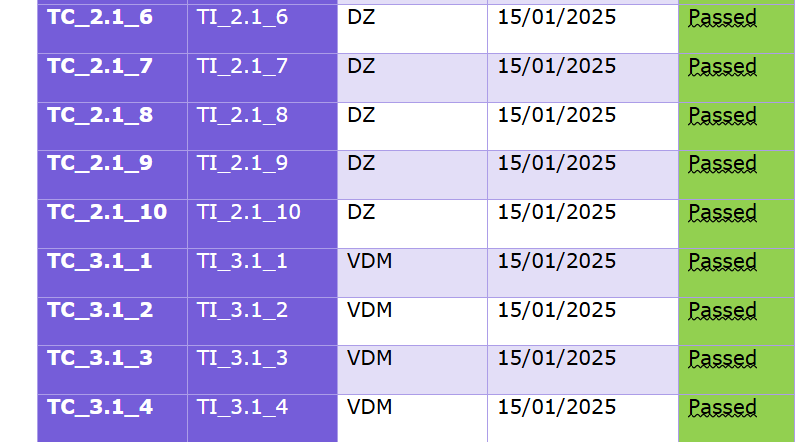 TC_2.1_6 TI_2.1_6 DZ 15/01/2025 Passed
TC_2.1_7 TI_2.1_7 DZ 15/01/2025 Passed
TC_2.1_8 TI_2.1_8 DZ 15/01/2025 Passed
TC_2.1_9 TI_2.1_9 DZ 15/01/2025 Passed
TC_2.1_10 TI_2.1_10 DZ 15/01/2025 Passed
TC_3.1_1 TI_3.1_1 VDM 15/01/2025 Passed
TC_3.1_2 TI_3.1_2 VDM 15/01/2025 Passed
TC_3.1_3 TI_3.1_3 VDM 15/01/2025 Passed
TC_3.1_4 TI_3.1_4 VDM 15/01/2025 Passed